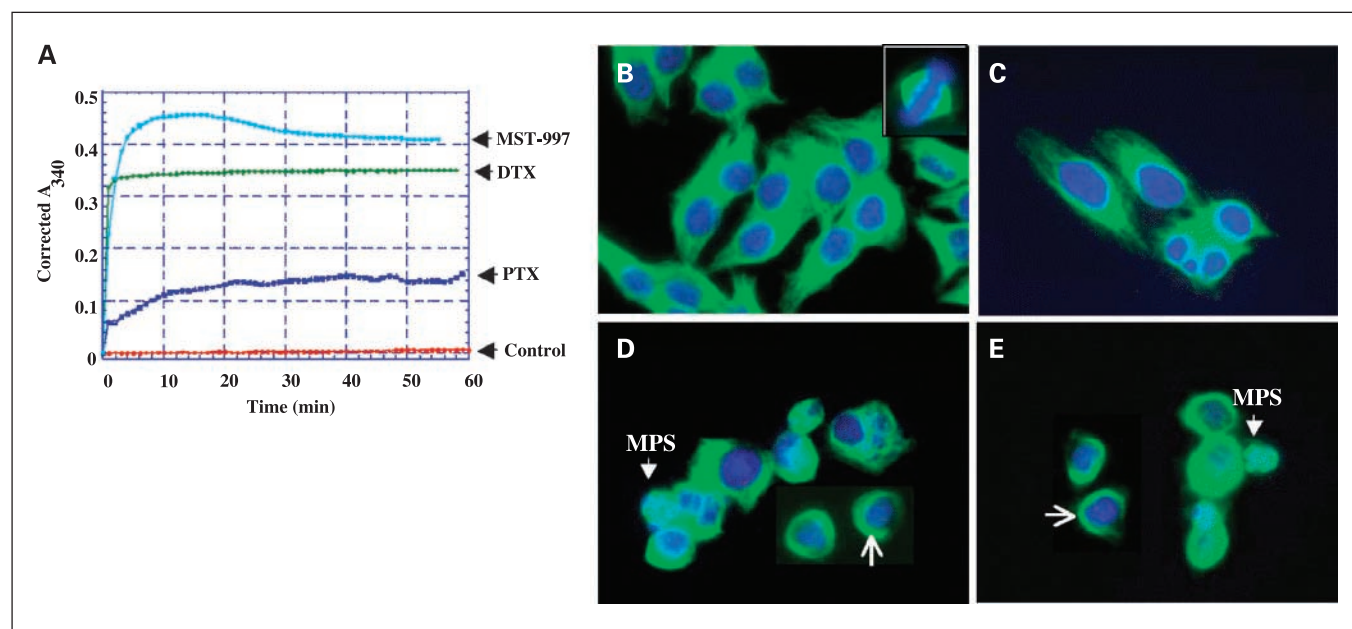 A
Corrected A340
0.5
0.4
0.3
0.2
0.1
0
0 10 20 30 40 50 60
Time (min)
MST-997
DTX
PTX
Control
B
C
D
MPS
E
MPS